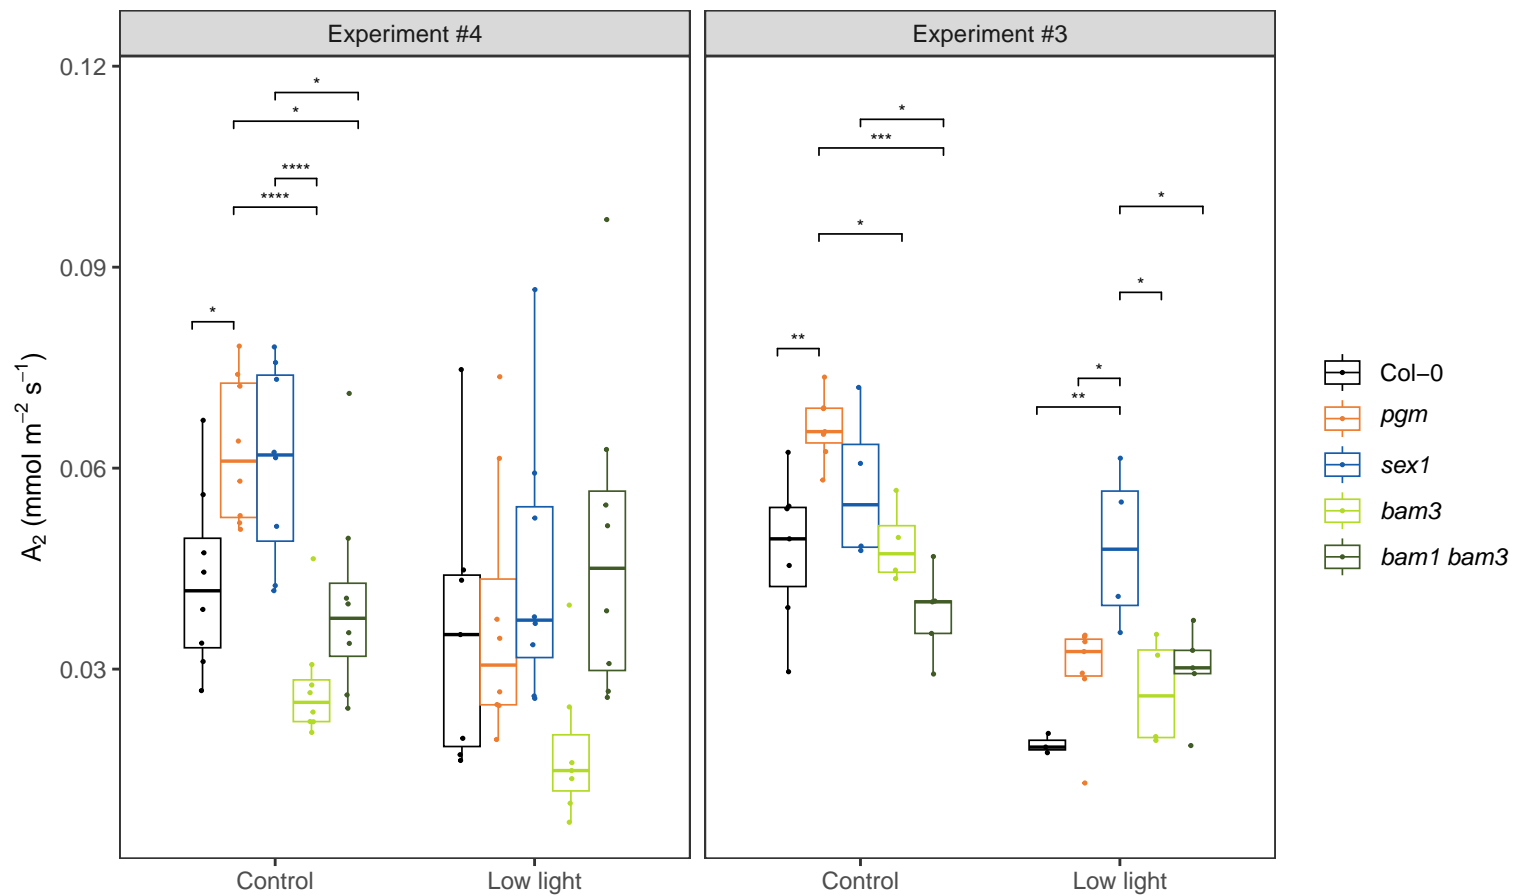 Experiment #4
Experiment #3
0.12
0.09
0.06
0.03
A₂ (mmol m⁻² s⁻¹)
*
*
****
****
*
*
***
*
**
*
*
*
**
Control
Low light
Control
Low light
Col−0
pgm
sex1
bam3
bam1 bam3